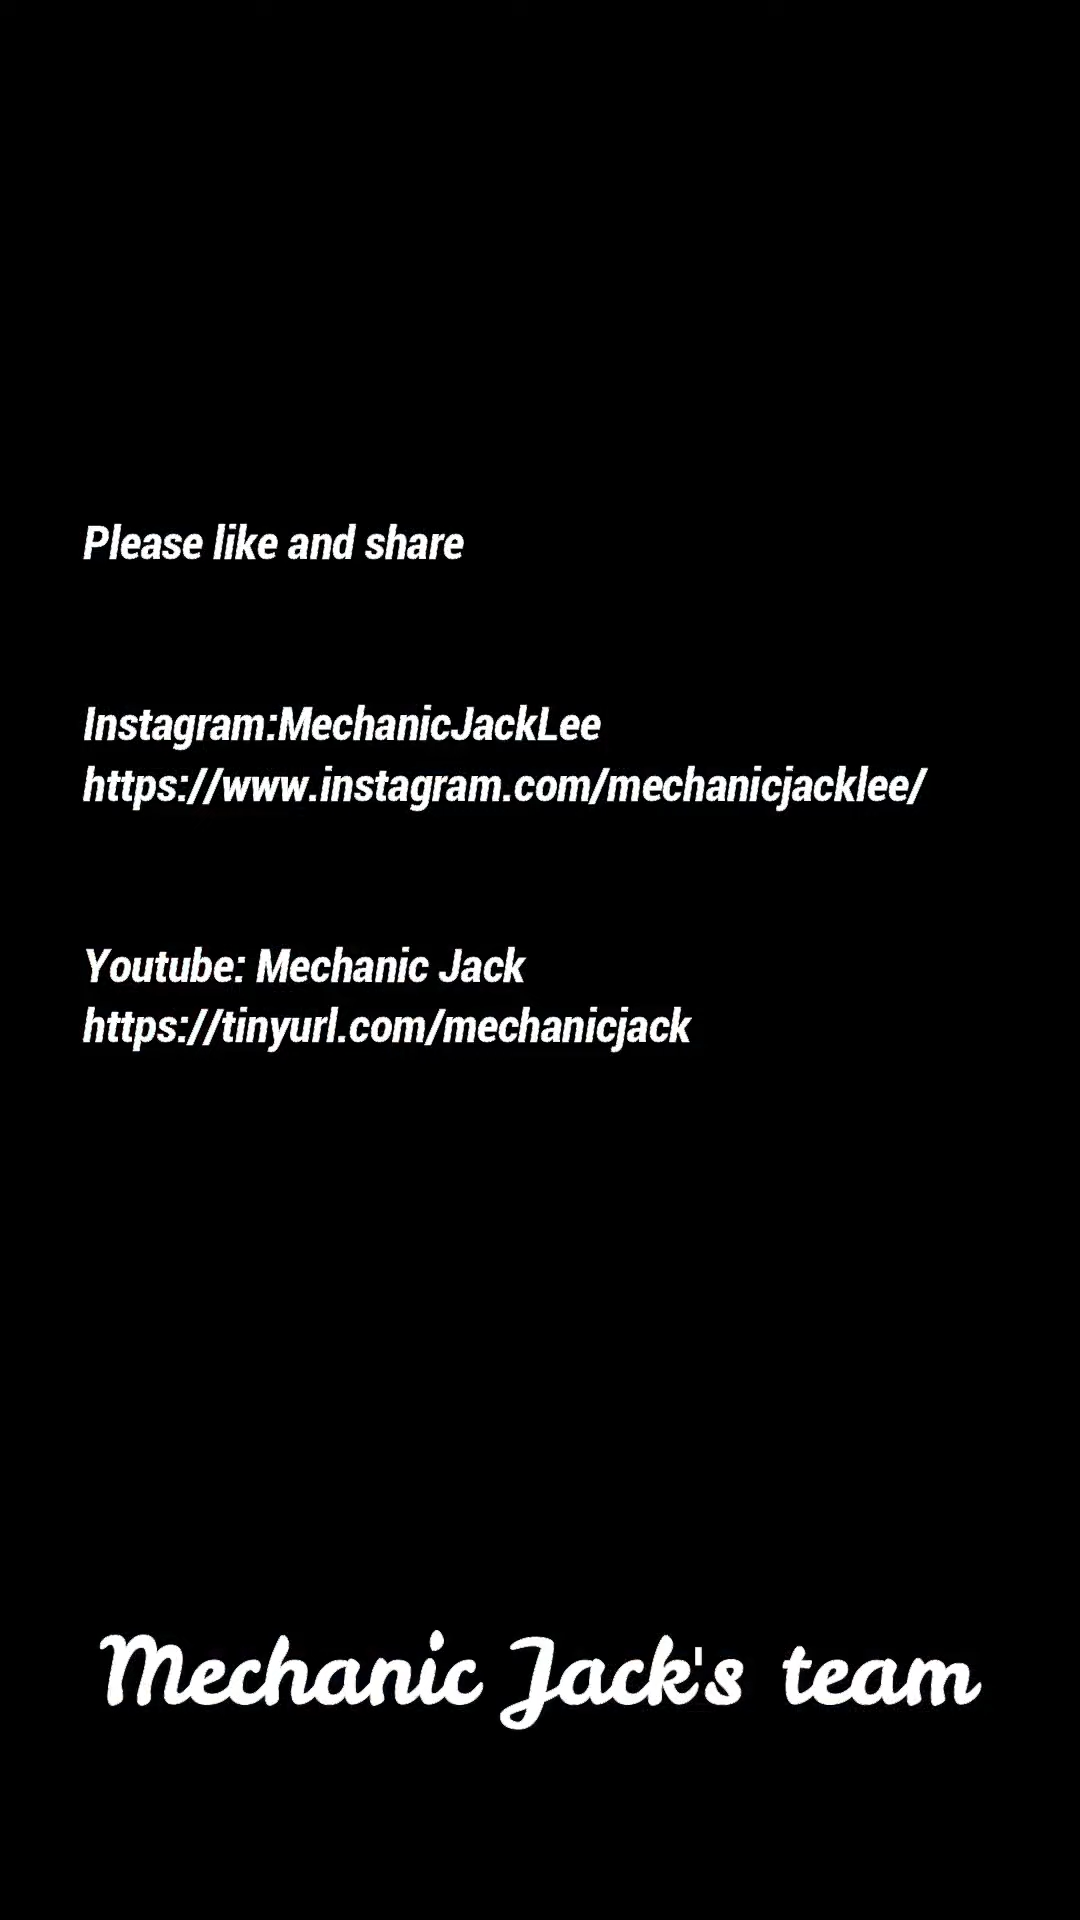 Please like and share
Instagram:MechanicJackLee
https://www.instagram.com/mechanicjacklee/
Youtube: Mechanic Jack
https://tinyurl.com/mechanicjack
Mechanic Jack's team